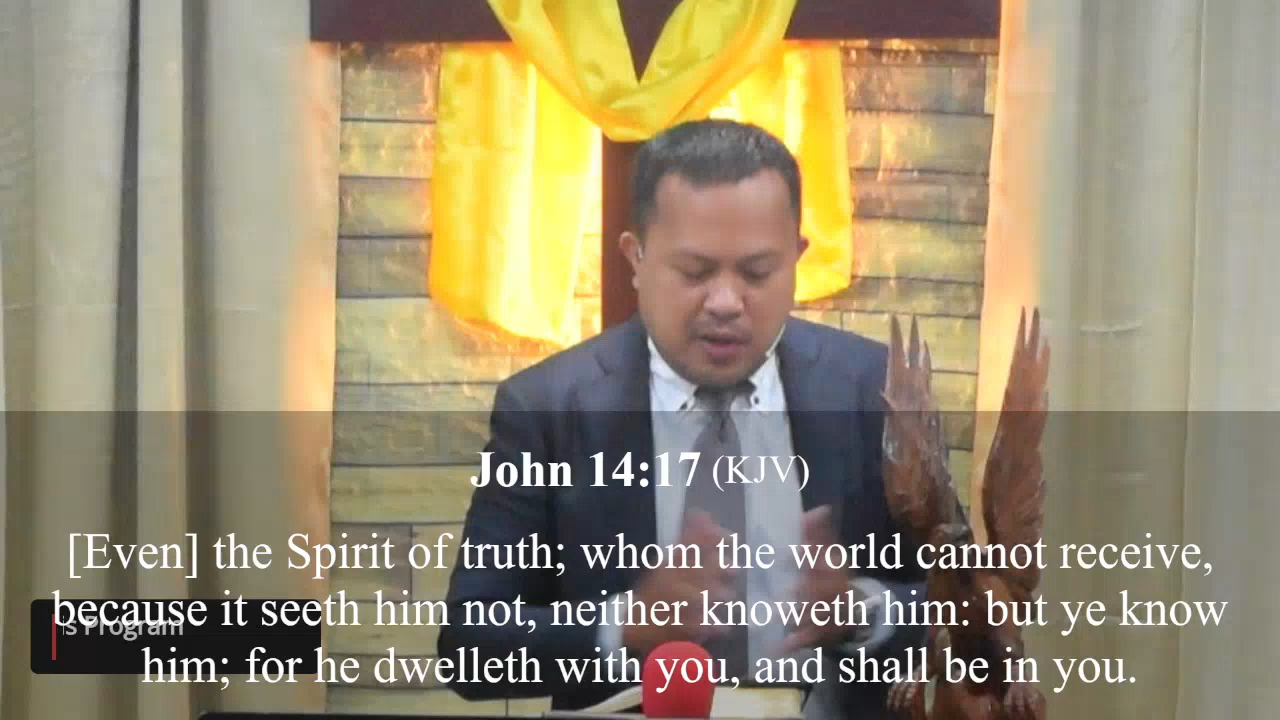 John 14:17 (KJV)
[Even] the Spirit of truth; whom the world cannot receive,
because it seeth him not, neither knoweth him: but ye know
s Program
him; for he dwelleth with you, and shall be in you.